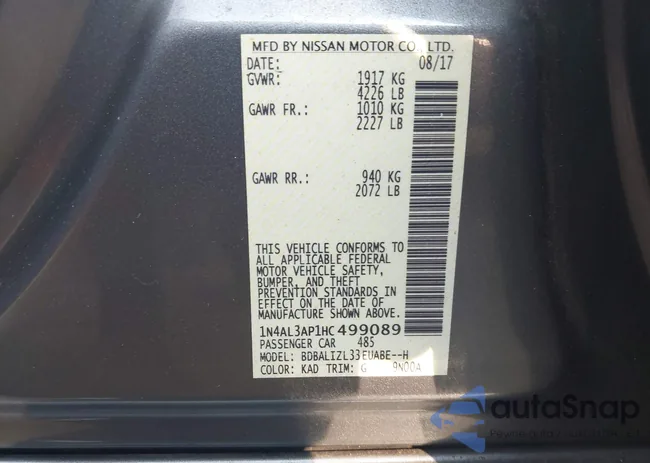 MFD BY NISSAN MOTOR CO., LTD.
DATE: 08/17
GVWR: 1917 KG
4226 LB
GAWR FR.: 1010 KG
2227 LB
GAWR RR.: 940 KG
2072 LB
THIS VEHICLE CONFORMS TO
ALL APPLICABLE FEDERAL
MOTOR VEHICLE SAFETY,
BUMPER, AND THEFT
PREVENTION STANDARDS IN
EFFECT ON THE DATE OF
MANUFACTURE SHOWN ABOVE.
1N4AL3AP1HC499089
PASSENGER CAR 485
MODEL: BDBALIZL33EUABE--H
COLOR: KAD TRIM: G 9N00A
autaSnap